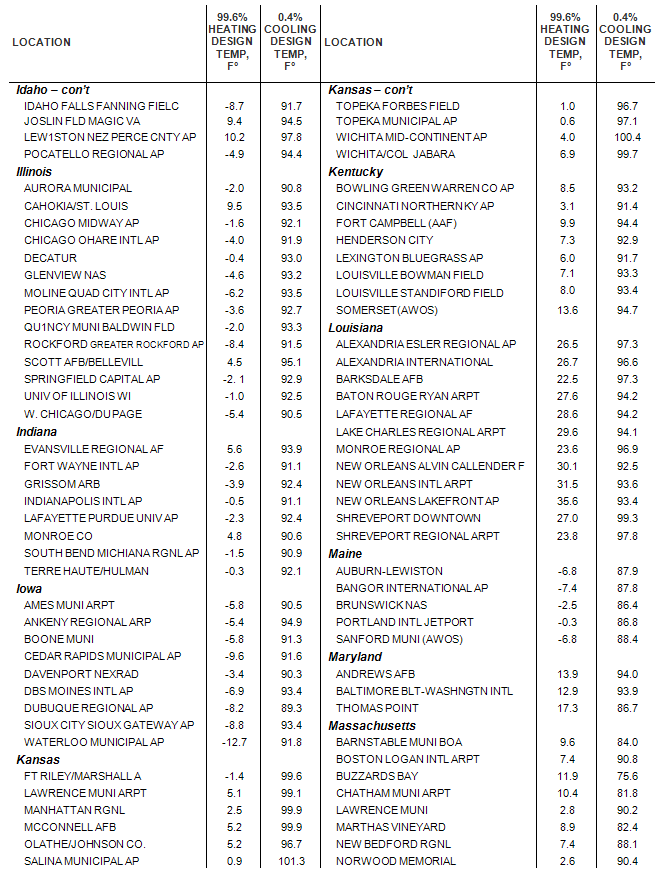 LOCATION
99.6%
HEATING
DESIGN
TEMP,
F°
0.4%
COOLING
DESIGN
TEMP,
F°
Idaho – con't
IDAHO FALLS FANNING FIELC -8.7 91.7
JOSLIN FLD MAGIC VA 9.4 94.5
LEW1STON NEZ PERCE CNTY AP 10.2 97.8
POCATELLO REGIONAL AP -4.9 94.4
Illinois
AURORA MUNICIPAL -2.0 90.8
CAHOKIA/ST. LOUIS 9.5 93.5
CHICAGO MIDWAY AP -1.6 92.1
CHICAGO OHARE INTL AP -4.0 91.9
DECATUR -0.4 93.0
GLENVIEW NAS -4.6 93.2
MOLINE QUAD CITY INTL AP -6.2 93.5
PEORIA GREATER PEORIA AP -3.6 92.7
QU1NCY MUNI BALDWIN FLD -2.0 93.3
ROCKFORD GREATER ROCKFORD AP -8.4 91.5
SCOTT AFB/BELLEVILL 4.5 95.1
SPRINGFIELD CAPITAL AP -2. 1 92.9
UNIV OF ILLINOIS WI -1.0 92.5
W. CHICAGO/DU PAGE -5.4 90.5
Indiana
EVANSVILLE REGIONAL AF 5.6 93.9
FORT WAYNE INTL AP -2.6 91.1
GRISSOM ARB -3.9 92.4
INDIANAPOLIS INTL AP -0.5 91.1
LAFAYETTE PURDUE UNIV AP -2.3 92.4
MONROE CO 4.8 90.6
SOUTH BEND MICHIANA RGNL AP -1.5 90.9
TERRE HAUTE/HULMAN -0.3 92.1
Iowa
AMES MUNI ARPT -5.8 90.5
ANKENY REGIONAL ARP -5.4 94.9
BOONE MUNI -5.8 91.3
CEDAR RAPIDS MUNICIPAL AP -9.6 91.6
DAVENPORT NEXRAD -3.4 90.3
DBS MOINES INTL AP -6.9 93.4
DUBUQUE REGIONAL AP -8.2 89.3
SIOUX CITY SIOUX GATEWAY AP -8.8 93.4
WATERLOO MUNICIPAL AP -12.7 91.8
Kansas
FT RILEY/MARSHALL A -1.4 99.6
LAWRENCE MUNI ARPT 5.1 99.1
MANHATTAN RGNL 2.5 99.9
MCCONNELL AFB 5.2 99.9
OLATHE/JOHNSON CO. 5.2 96.7
SALINA MUNICIPAL AP 0.9 101.3
LOCATION
99.6%
HEATING
DESIGN
TEMP,
F°
0.4%
COOLING
DESIGN
TEMP,
F°
Kansas – con't
TOPEKA FORBES FIELD 1.0 96.7
TOPEKA MUNICIPAL AP 0.6 97.1
WICHITA MID-CONTINENT AP 4.0 100.4
WICHITA/COL JABARA 6.9 99.7
Kentucky
BOWLING GREEN WARREN CO AP 8.5 93.2
CINCINNATI NORTHERN KY AP 3.1 91.4
FORT CAMPBELL (AAF) 9.9 94.4
HENDERSON CITY 7.3 92.9
LEXINGTON BLUEGRASS AP 6.0 91.7
LOUISVILLE BOWMAN FIELD 7.1 93.3
LOUISVILLE STANDIFORD FIELD 8.0 93.4
SOMERSET(AWOS) 13.6 94.7
Louisiana
ALEXANDRIA ESLER REGIONAL AP 26.5 97.3
ALEXANDRIA INTERNATIONAL 26.7 96.6
BARKSDALE AFB 22.5 97.3
BATON ROUGE RYAN ARPT 27.6 94.2
LAFAYETTE REGIONAL AF 28.6 94.2
LAKE CHARLES REGIONAL ARPT 29.6 94.1
MONROE REGIONAL AP 23.6 96.9
NEW ORLEANS ALVIN CALLENDER F 30.1 92.5
NEW ORLEANS INTL ARPT 31.5 93.6
NEW ORLEANS LAKEFRONT AP 35.6 93.4
SHREVEPORT DOWNTOWN 27.0 99.3
SHREVEPORT REGIONAL ARPT 23.8 97.8
Maine
AUBURN-LEWISTON -6.8 87.9
BANGOR INTERNATIONAL AP -7.4 87.8
BRUNSWICK NAS -2.5 86.4
PORTLAND INTL JETPORT -0.3 86.8
SANFORD MUNI (AWOS) -6.8 88.4
Maryland
ANDREWS AFB 13.9 94.0
BALTIMORE BLT-WASHNGTN INTL 12.9 93.9
THOMAS POINT 17.3 86.7
Massachusetts
BARNSTABLE MUNI BOA 9.6 84.0
BOSTON LOGAN INTL ARPT 7.4 90.8
BUZZARDS BAY 11.9 75.6
CHATHAM MUNI ARPT 10.4 81.8
LAWRENCE MUNI 2.8 90.2
MARTHAS VINEYARD 8.9 82.4
NEW BEDFORD RGNL 7.4 88.1
NORWOOD MEMORIAL 2.6 90.4